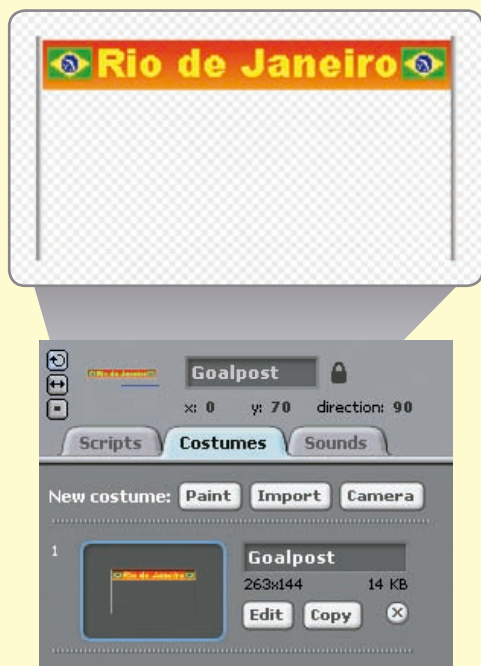 Rio de Janeiro
Goalpost
x: 0 y: 70 direction: 90
Scripts Costumes Sounds
New costume: Paint Import Camera
1
Goalpost
263x144 14 KB
Edit Copy